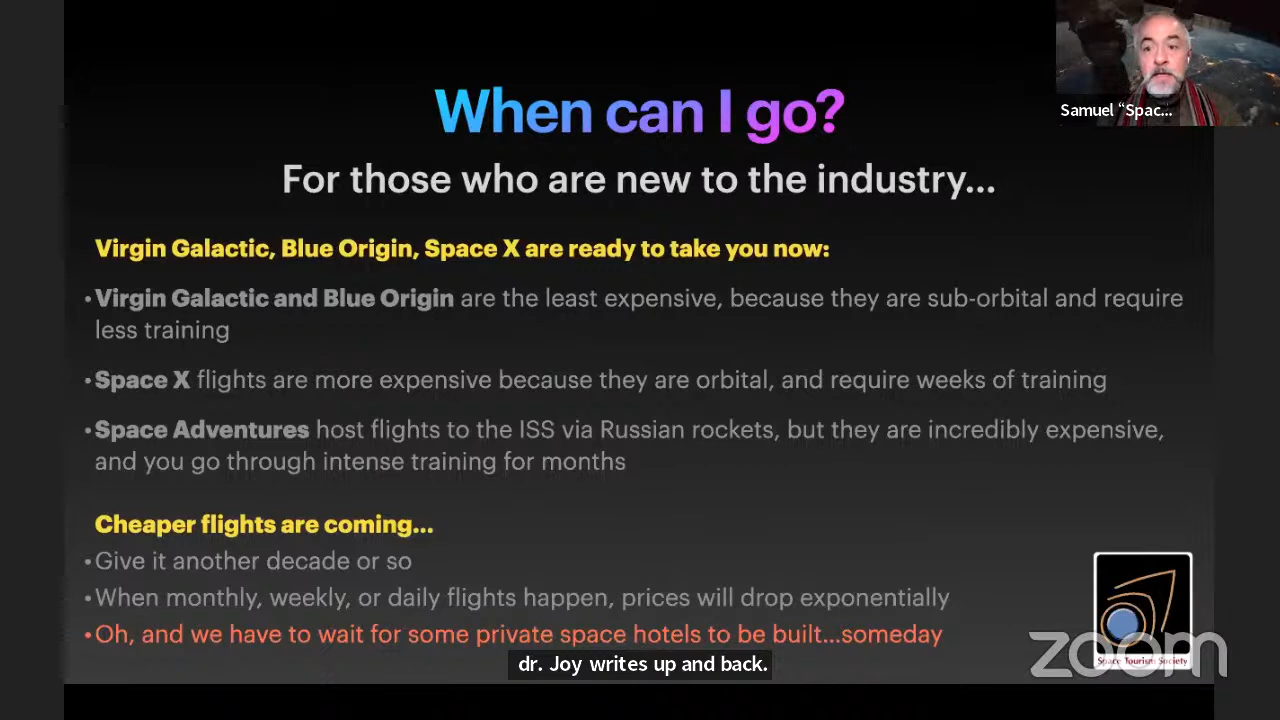 When can I go?
Samuel “Spac...
For those who are new to the industry...
Virgin Galactic, Blue Origin, Space X are ready to take you now:
•Virgin Galactic and Blue Origin are the least expensive, because they are sub-orbital and require
less training
•Space X flights are more expensive because they are orbital, and require weeks of training
•Space Adventures host flights to the ISS via Russian rockets, but they are incredibly expensive,
and you go through intense training for months
Cheaper flights are coming...
•Give it another decade or so
•When monthly, weekly, or daily flights happen, prices will drop exponentially
•Oh, and we have to wait for some private space hotels to be built...someday
dr. Joy writes up and back.
zoom
Space Tourism Society